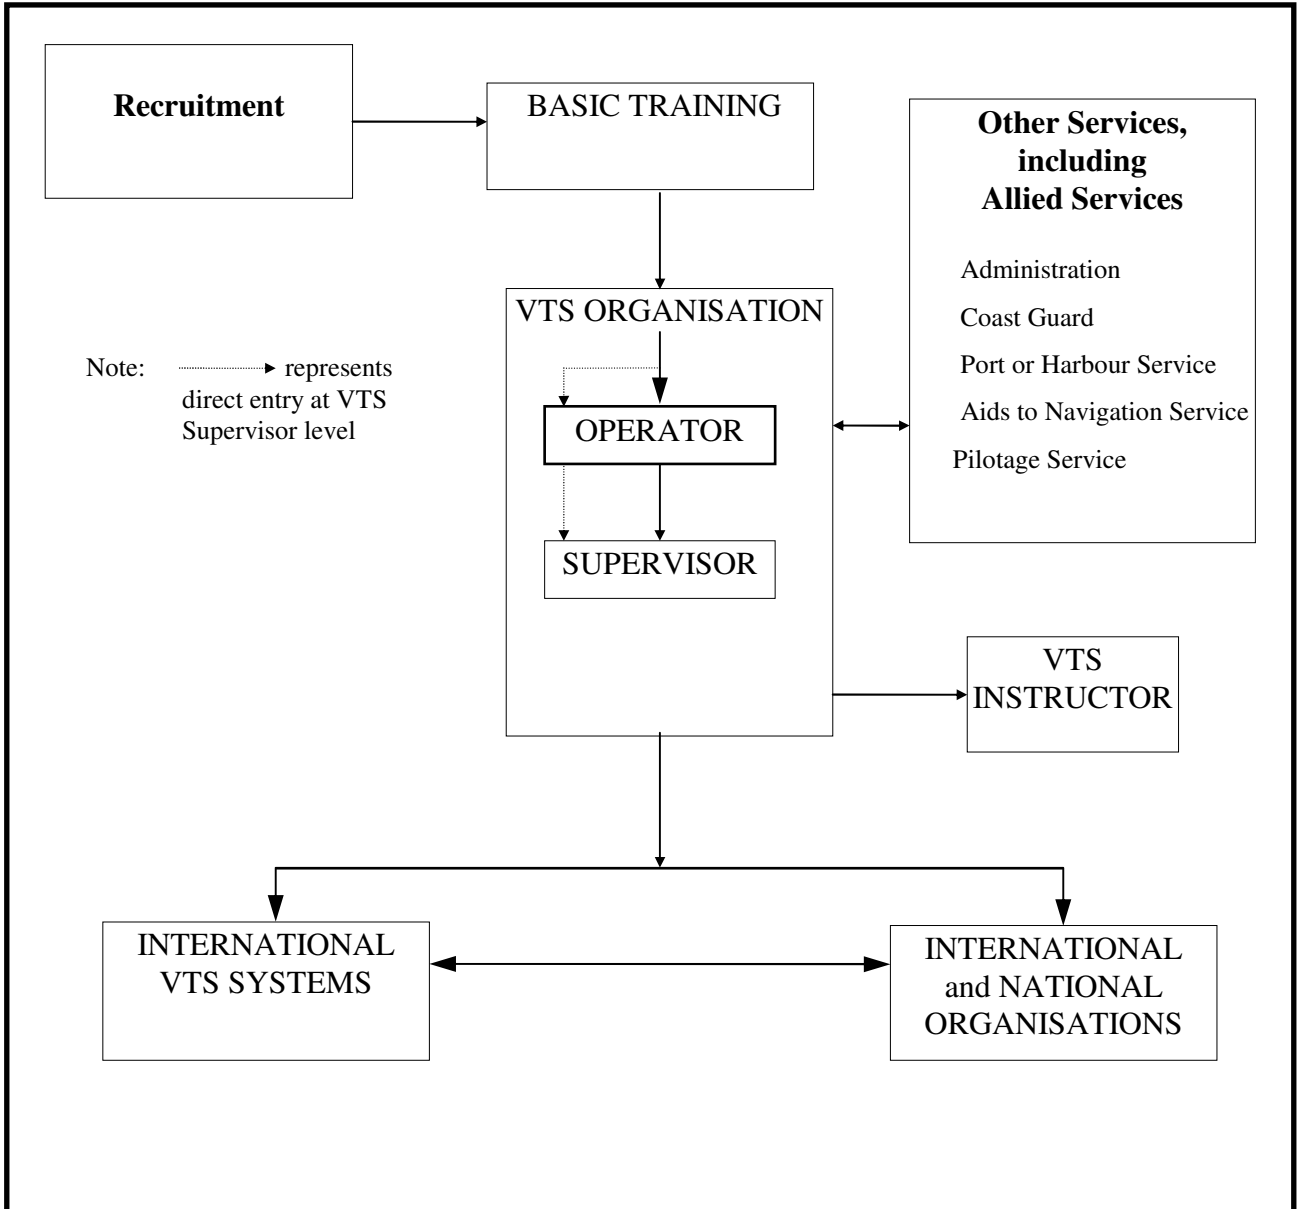 Recruitment
BASIC TRAINING
Other Services,
including
Allied Services
Administration
Coast Guard
Port or Harbour Service
Aids to Navigation Service
Pilotage Service
VTS ORGANISATION
Note: represents
direct entry at VTS
Supervisor level
OPERATOR
SUPERVISOR
VTS
INSTRUCTOR
INTERNATIONAL
VTS SYSTEMS
INTERNATIONAL
and NATIONAL
ORGANISATIONS